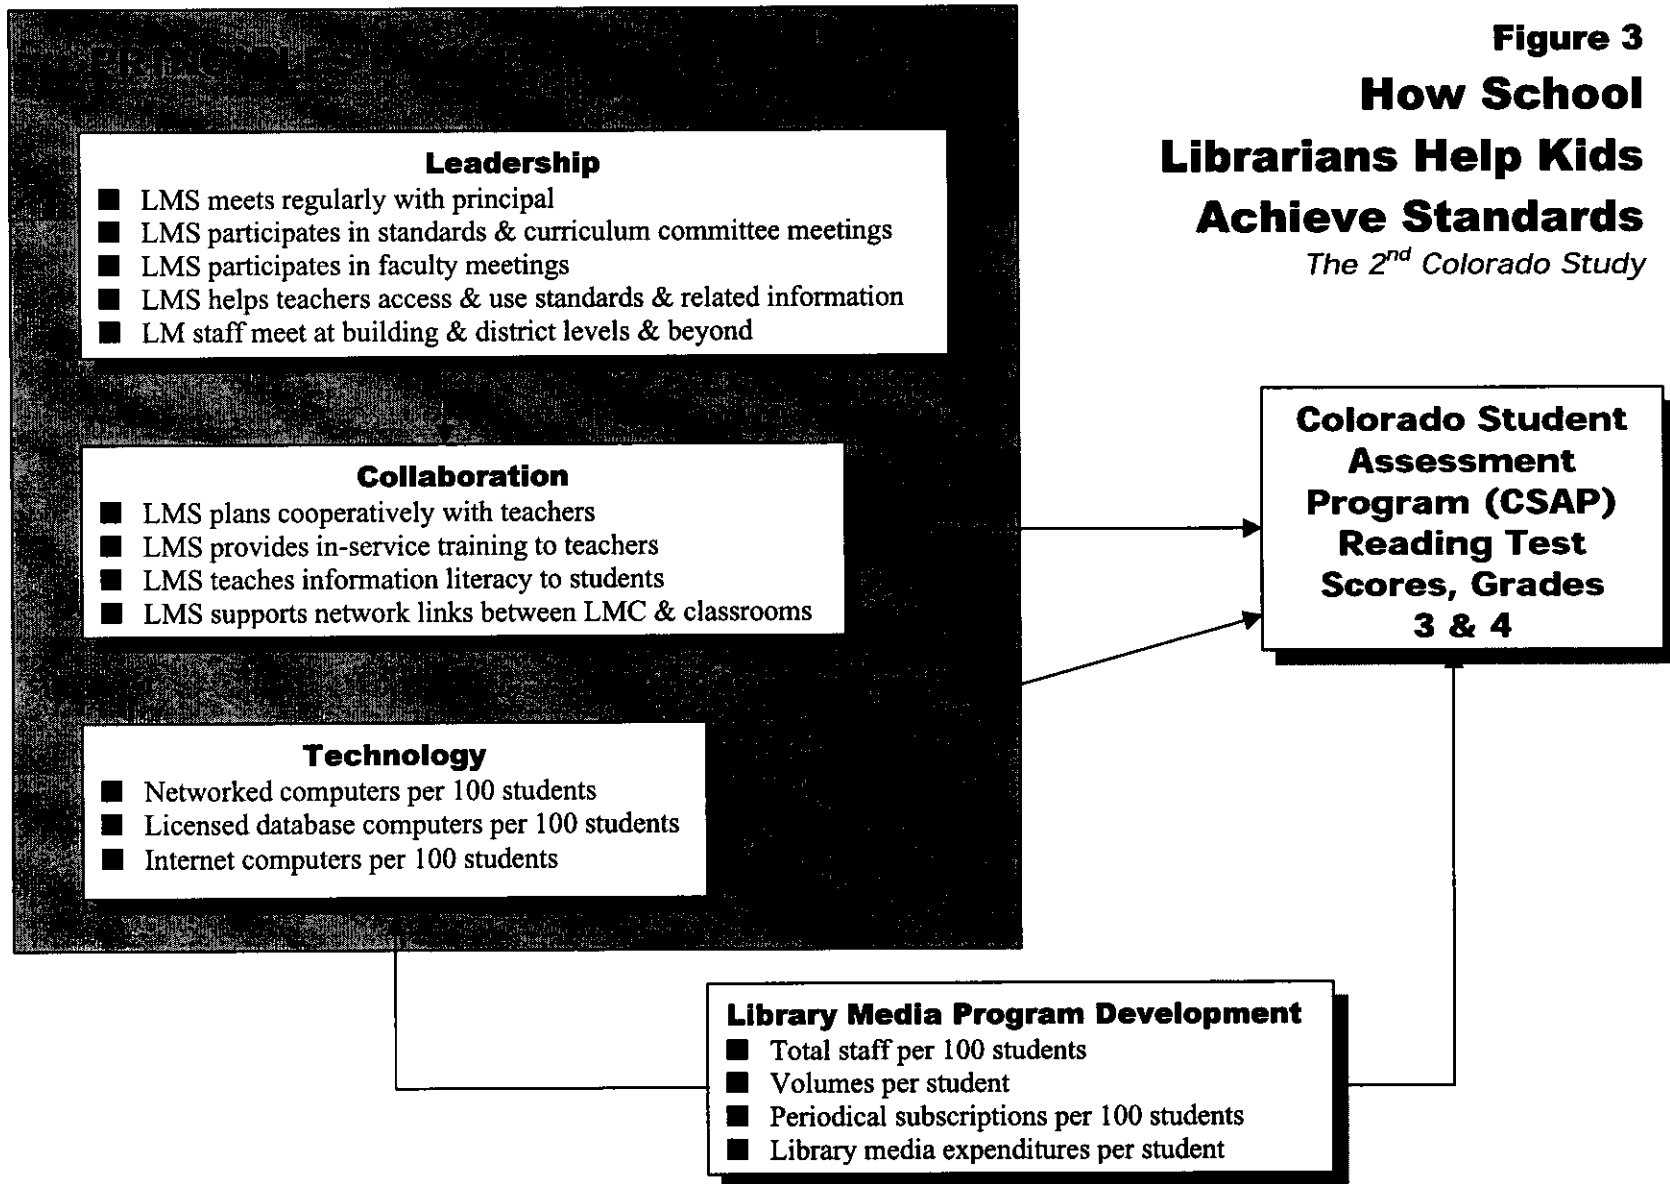 Figure 3
How School
Librarians Help Kids
Achieve Standards
The 2nd Colorado Study
Leadership
■ LMS meets regularly with principal
■ LMS participates in standards & curriculum committee meetings
■ LMS participates in faculty meetings
■ LMS helps teachers access & use standards & related information
■ LM staff meet at building & district levels & beyond
Collaboration
■ LMS plans cooperatively with teachers
■ LMS provides in-service training to teachers
■ LMS teaches information literacy to students
■ LMS supports network links between LMC & classrooms
Technology
■ Networked computers per 100 students
■ Licensed database computers per 100 students
■ Internet computers per 100 students
Colorado Student
Assessment
Program (CSAP)
Reading Test
Scores, Grades
3 & 4
Library Media Program Development
■ Total staff per 100 students
■ Volumes per student
■ Periodical subscriptions per 100 students
■ Library media expenditures per student